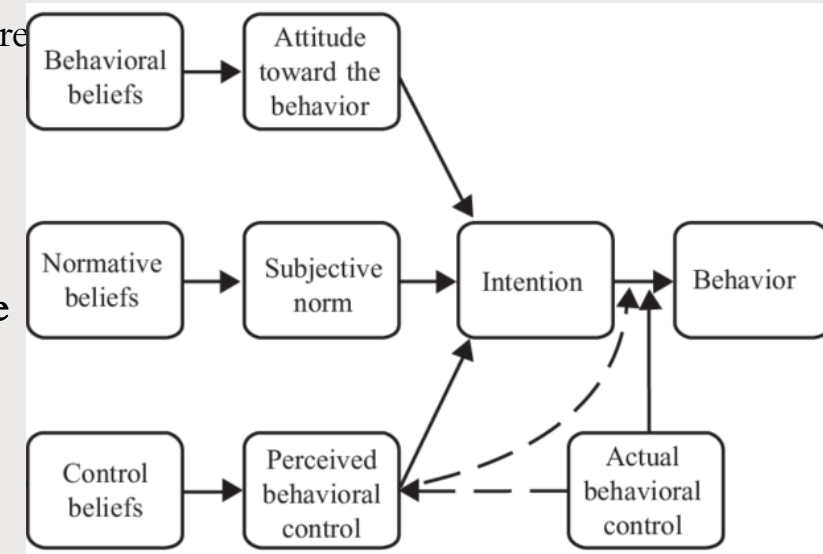 re
Behavioral
beliefs
Attitude
toward the
behavior
Normative
beliefs
Subjective
norm
Intention
Behavior
e
Control
beliefs
Perceived
behavioral
control
Actual
behavioral
control